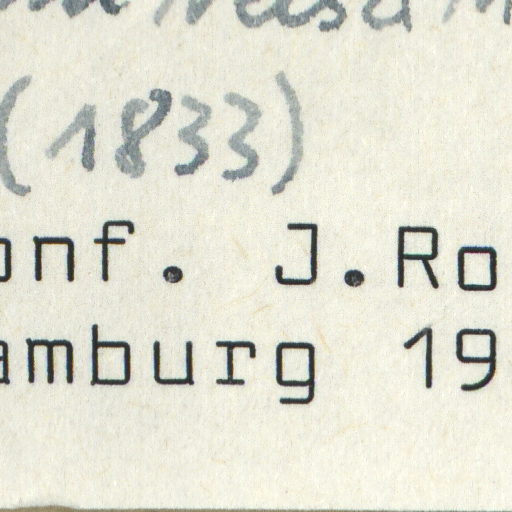 (1833)
onf. J.Ro
amburg 19